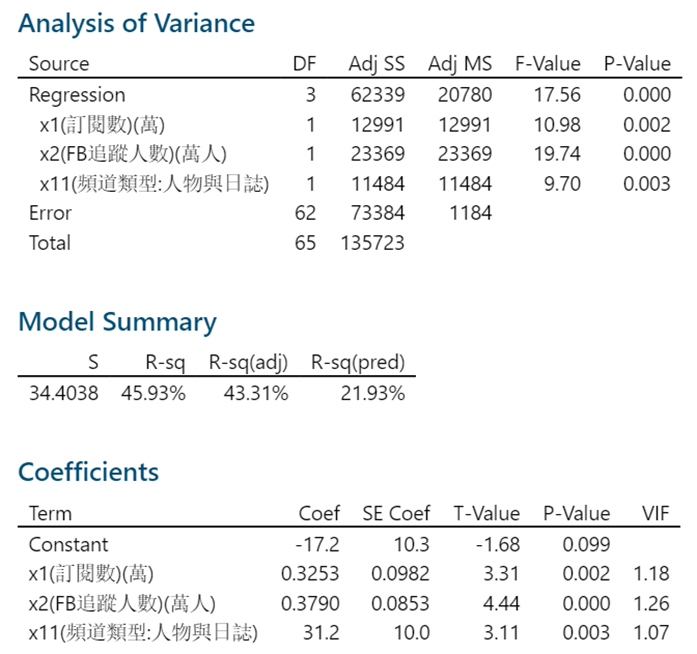 Analysis of Variance
Source DF Adj SS Adj MS F-Value P-Value
Regression 3 62339 20780 17.56 0.000
x1(訂閱數)(萬) 1 12991 12991 10.98 0.002
x2(FB追蹤人數)(萬人) 1 23369 23369 19.74 0.000
x11(頻道類型:人物與日誌) 1 11484 11484 9.70 0.003
Error 62 73384 1184
Total 65 135723
Model Summary
S R-sq R-sq(adj) R-sq(pred)
34.4038 45.93% 43.31% 21.93%
Coefficients
Term Coef SE Coef T-Value P-Value VIF
Constant -17.2 10.3 -1.68 0.099
x1(訂閱數)(萬) 0.3253 0.0982 3.31 0.002 1.18
x2(FB追蹤人數)(萬人) 0.3790 0.0853 4.44 0.000 1.26
x11(頻道類型:人物與日誌) 31.2 10.0 3.11 0.003 1.07